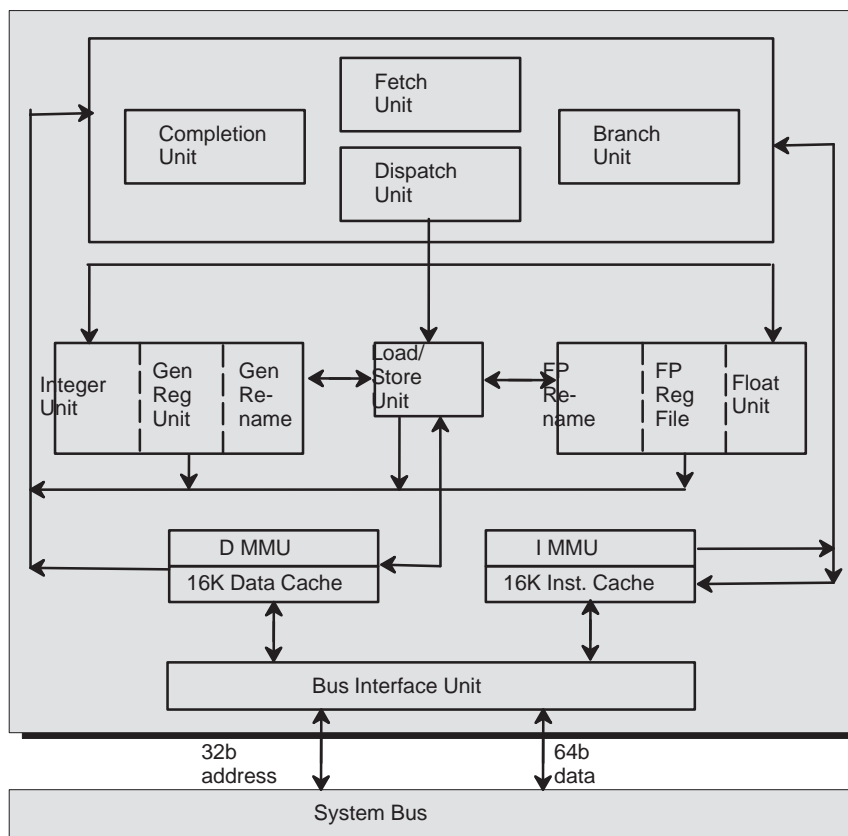 Fetch
Unit
Completion
Unit
Branch
Unit
Dispatch
Unit
Integer
Unit
Gen
Reg
Unit
Gen
Re-
name
Load/
Store
Unit
FP
Re-
name
FP
Reg
File
Float
Unit
D MMU
16K Data Cache
I MMU
16K Inst. Cache
Bus Interface Unit
32b
address
64b
data
System Bus